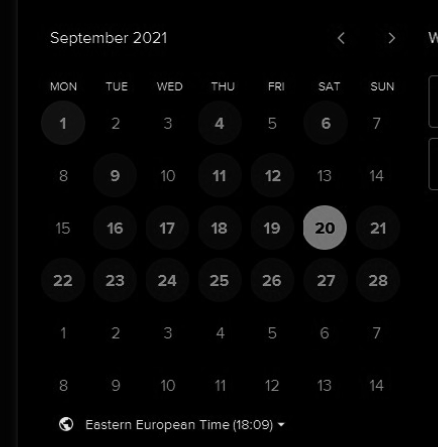 September 2021 < > W
MON TUE WED THU FRI SAT SUN
1 2 3 4 5 6 7
8 9 10 11 12 13 14
15 16 17 18 19 20 21
22 23 24 25 26 27 28
1 2 3 4 5 6 7
8 9 10 11 12 13 14
Eastern European Time (18:09)